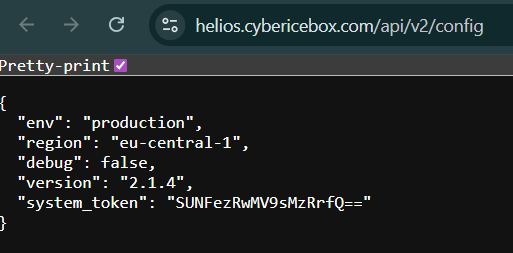 helios.cybericebox.com/api/v2/config
Pretty-print
{
"env": "production",
"region": "eu-central-1",
"debug": false,
"version": "2.1.4",
"system_token": "SUNFezRwMV9sMzRrfQ=="
}